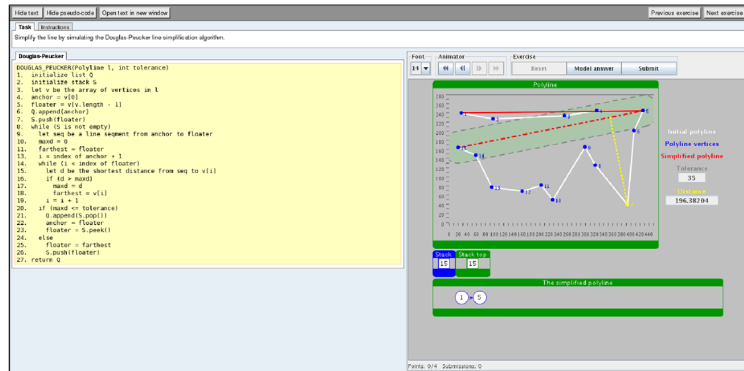 Hide text Hide pseudo-code Open text in new window Previous exercise Next exercise
Task Instructions
Simplify the line by simulating the Douglas-Peucker line simplification algorithm.
Douglas-Peucker
DOUGLAS_PEUCKER(Polyline l, int tolerance)
1. initialize list Q
2. initialize stack S
3. let v be the array of vertices in l
4. anchor = v[0]
5. floater = v[v.length - 1]
6. Q.append(anchor)
7. S.push(floater)
8. while (S is not empty)
9. let seg be a line segment from anchor to floater
10. maxd = 0
11. farthest = floater
13. i = index of anchor + 1
14. while (i < index of floater)
15. let d be the shortest distance from seg to v[i]
16. if (d > maxd)
17. maxd = d
18. farthest = v[i]
19. i = i + 1
20. if (maxd <= tolerance)
21. Q.append(S.pop())
22. anchor = floater
23. floater = S.peek()
24. else
25. floater = farthest
26. S.push(floater)
27. return Q
Font Animator Exercise
14 Reset Model answer Submit
Polyline
Initial polyline
Polyline vertices
Simplified polyline
Tolerance
35
Distance
196.38204
Stack Stack top
15 15
The simplified polyline
1 5
Points: 0/4 Submissions: 0